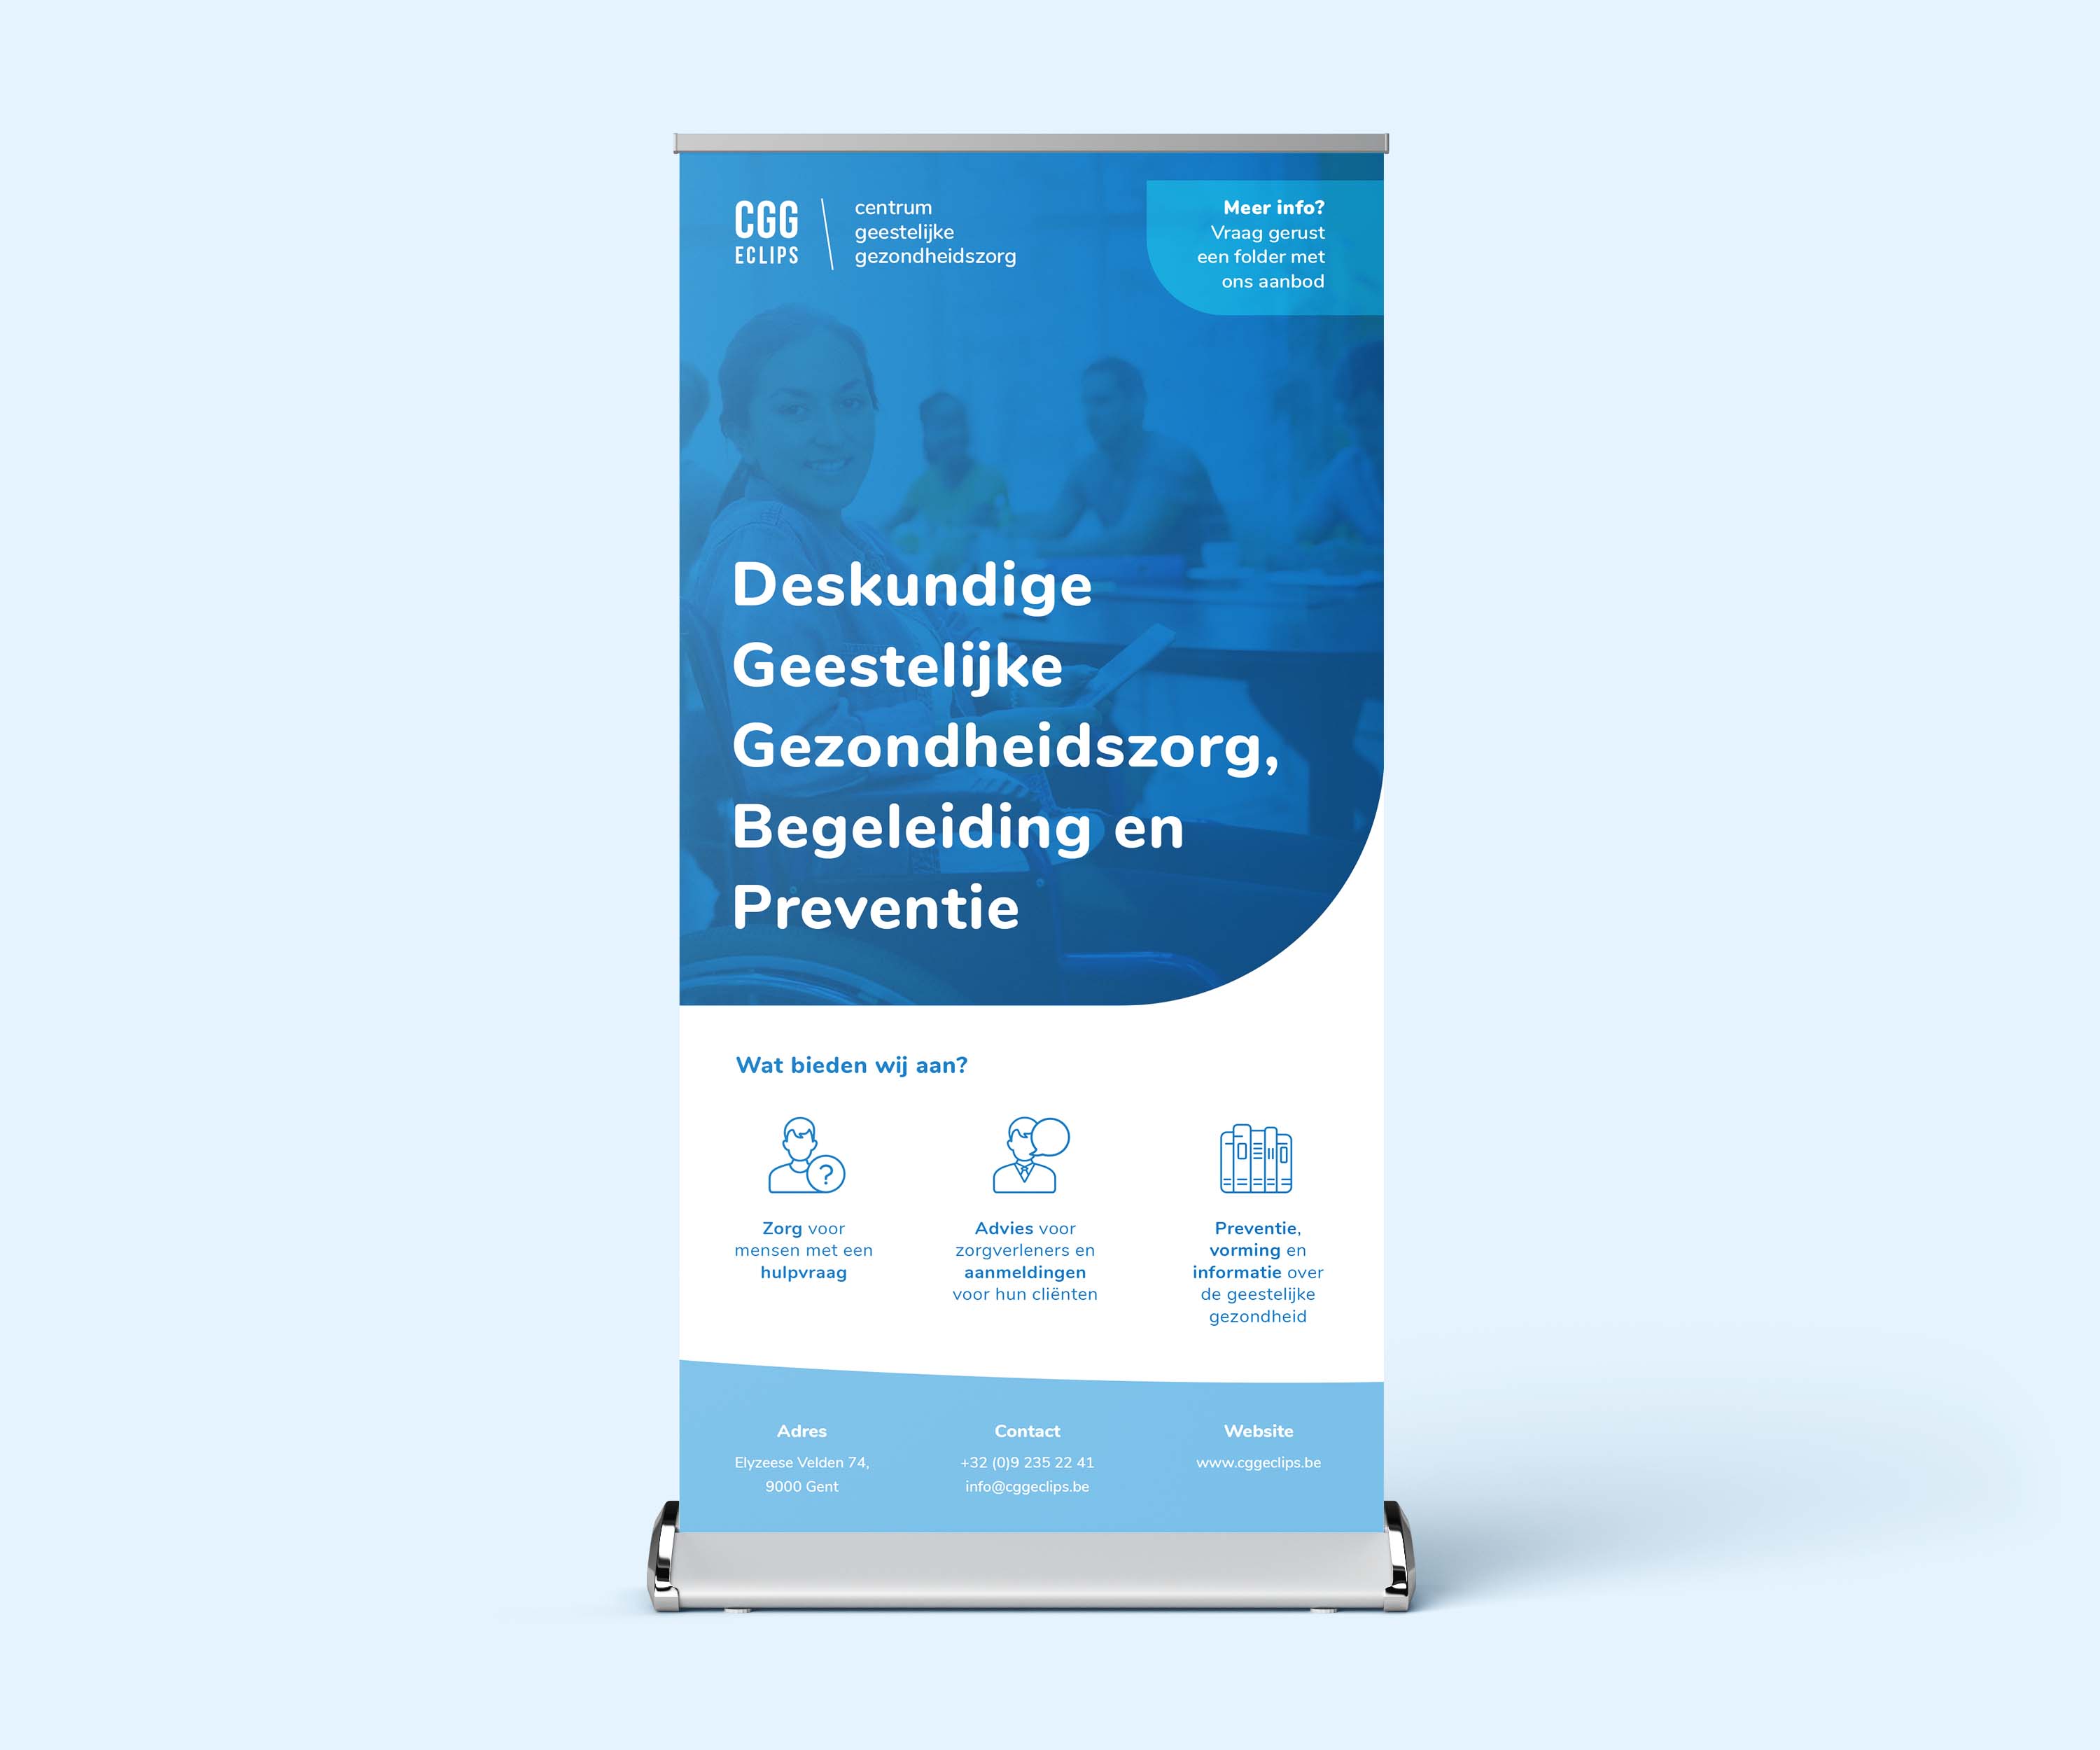 CGG
ECLIPS
centrum
geestelijke
gezondheidszorg
Meer info?
Vraag gerust
een folder met
ons aanbod
Deskundige
Geestelijke
Gezondheidszorg,
Begeleiding en
Preventie
Wat bieden wij aan?
?
Zorg voor
mensen met een
hulpvraag
Advies voor
zorgverleners en
aanmeldingen
voor hun cliënten
Preventie,
vorming en
informatie over
de geestelijke
gezondheid
Adres
Elyzeese Velden 74,
9000 Gent
Contact
+32 (0)9 235 22 41
info@cggeclips.be
Website
www.cggeclips.be